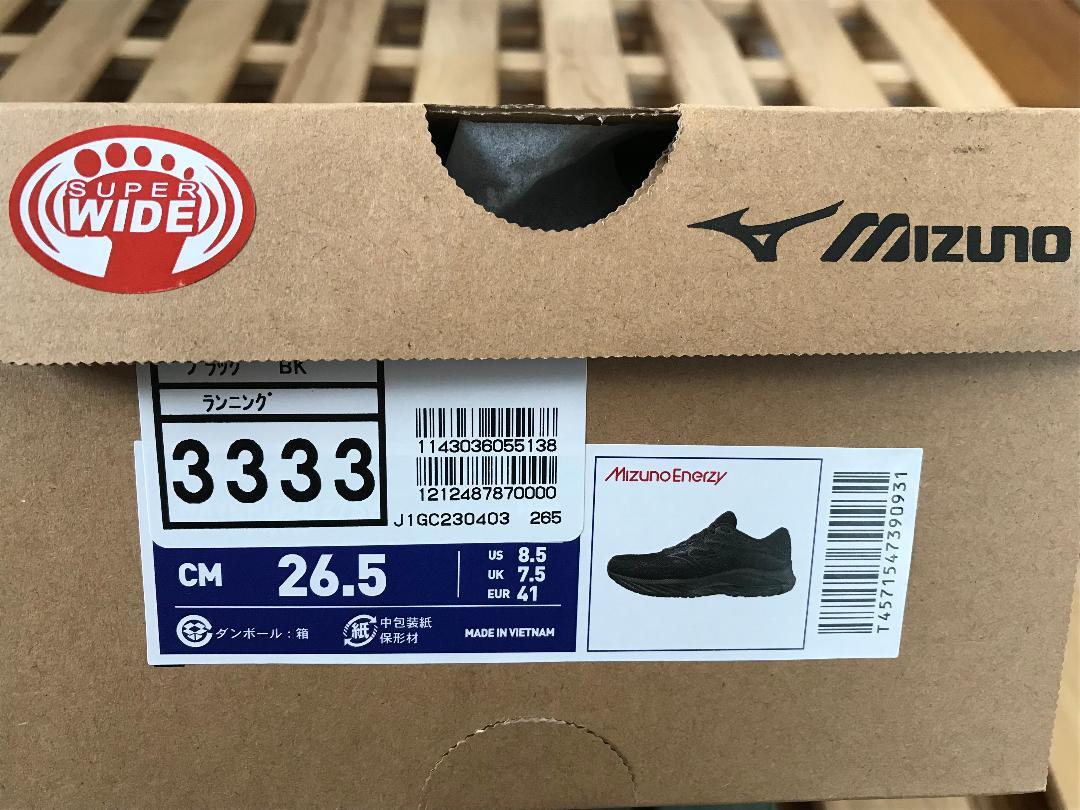 SUPER
WIDE
MIZUNO
ブラック BK
ランニング
3333
1143036055138
1212487870000
J1GC230403 265
CM 26.5
US 8.5
UK 7.5
EUR 41
ダンボール:箱
紙 中包装紙
保形材
MADE IN VIETNAM
Mizuno Enerzy
T4571547390931